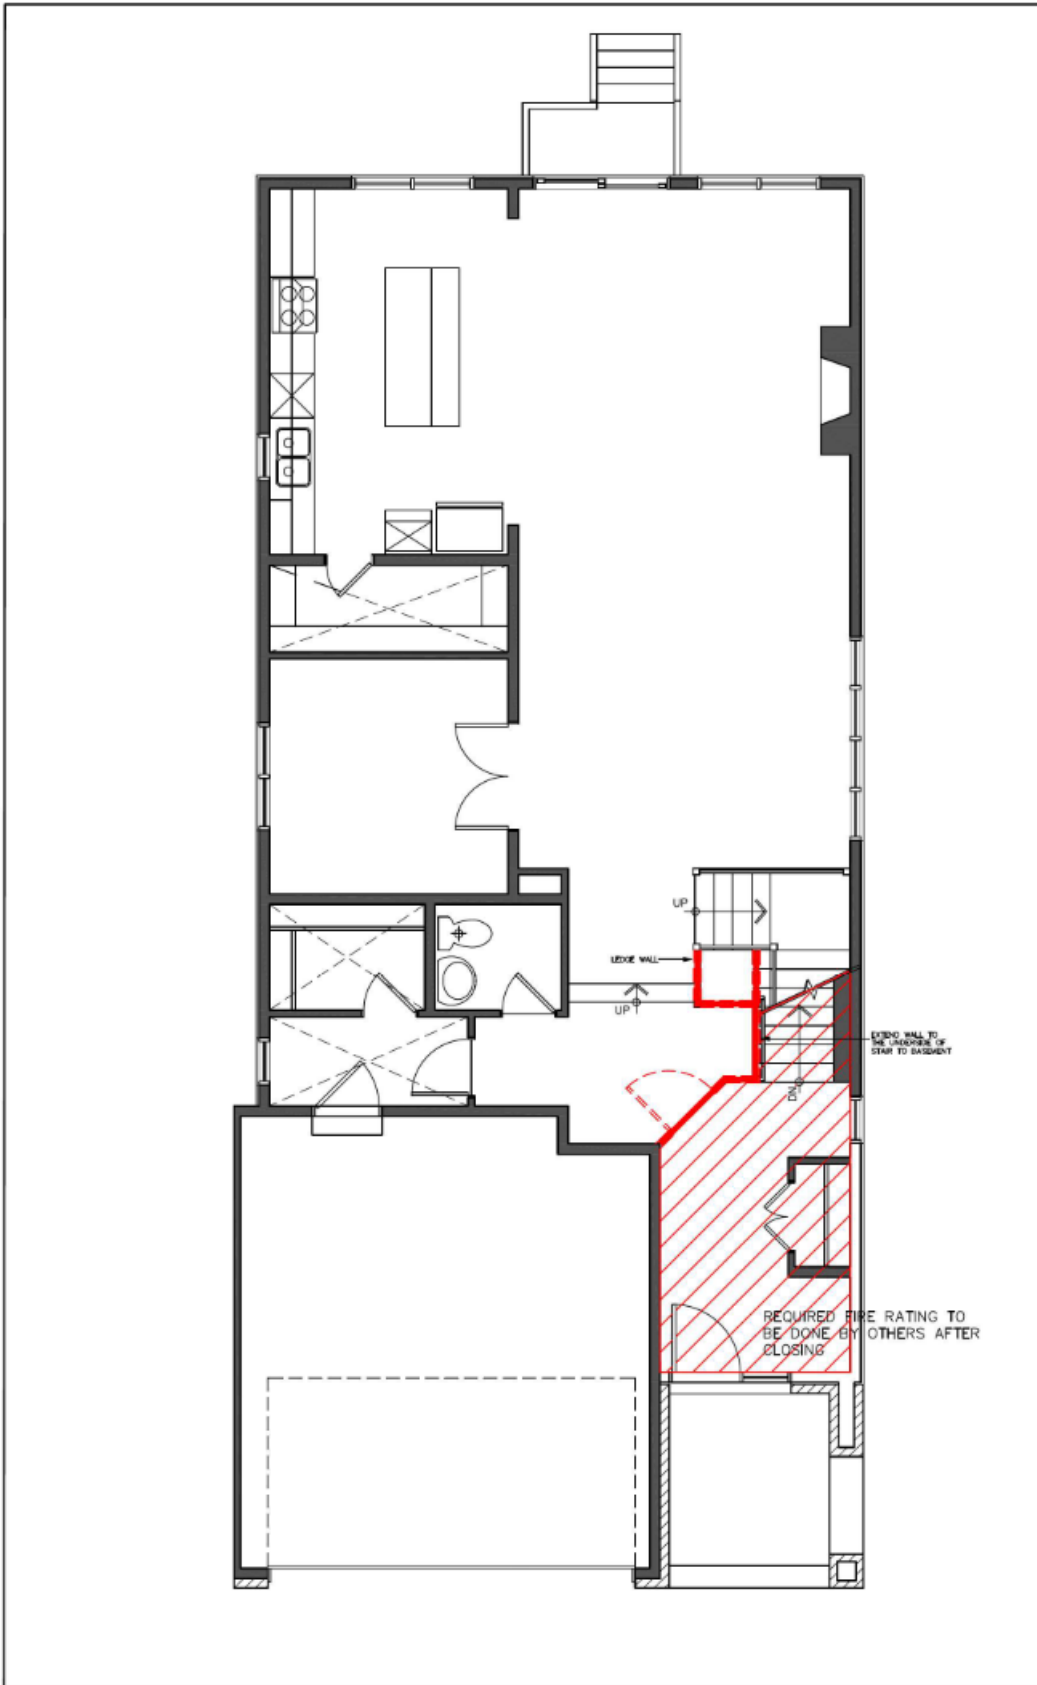 UP
LEDGE WALL
UP
EXTEND WALL TO
THE UNDERSIDE OF
STAIR TO BASEMENT
DN
REQUIRED FIRE RATING TO
BE DONE BY OTHERS AFTER
CLOSING